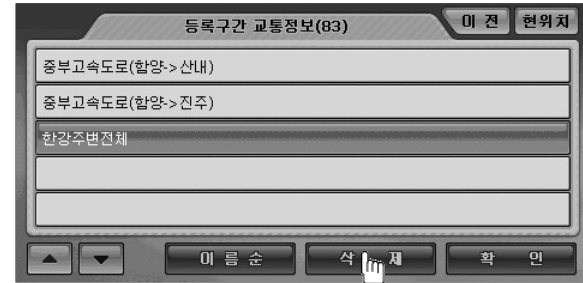 등록구간 교통정보(83)
이 전
현위치
중부고속도로(함양->산내)
중부고속도로(함양->진주)
한강주변전체
이 름 순
삭 제
확 인